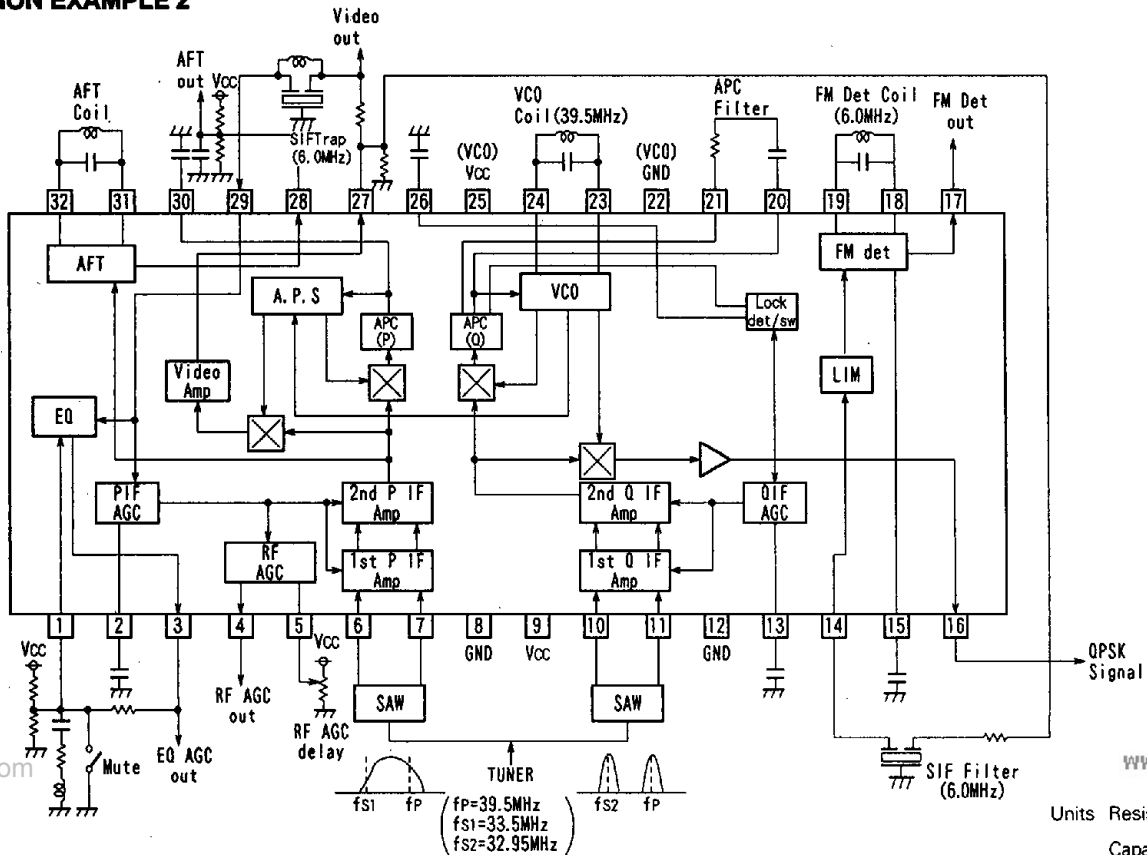 ION EXAMPLE 2
Video
out
AFT
out
VCC
AFT
Coil
SIFTrap
(6.0MHz)
VCO
Coil(39.5MHz)
(VCO)
VCC
(VCO)
GND
APC
Filter
FM Det Coil
(6.0MHz)
FM Det
out
32 31 30 29 28 27 26 25 24 23 22 21 20 19 18 17
AFT
A.P.S
VCO
FM det
APC
(P)
APC
(Q)
Lock
det/sw
Video
Amp
LIM
EQ
PIF
AGC
2nd P IF
Amp
2nd Q IF
Amp
QIF
AGC
RF
AGC
1st P IF
Amp
1st Q IF
Amp
1 2 3 4 5 6 7 8 9 10 11 12 13 14 15 16
GND
VCC
GND
VCC
VCC
QPSK
Signal
RF AGC
out
RF AGC
delay
SAW
SAW
Mute
EQ AGC
out
TUNER
SIF Filter
(6.0MHz)
fS1 fP
fP=39.5MHz
fS1=33.5MHz
fS2=32.95MHz
fS2 fP
om
Units Resis
Capa